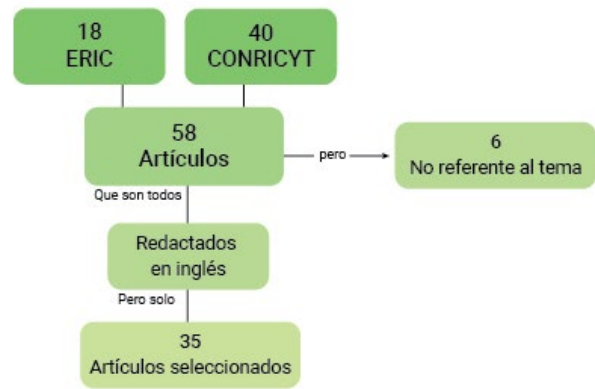 18
ERIC
40
CONRICYT
58
Artículos
pero
6
No referente al tema
Que son todos
Redactados
en inglés
Pero solo
35
Artículos seleccionados